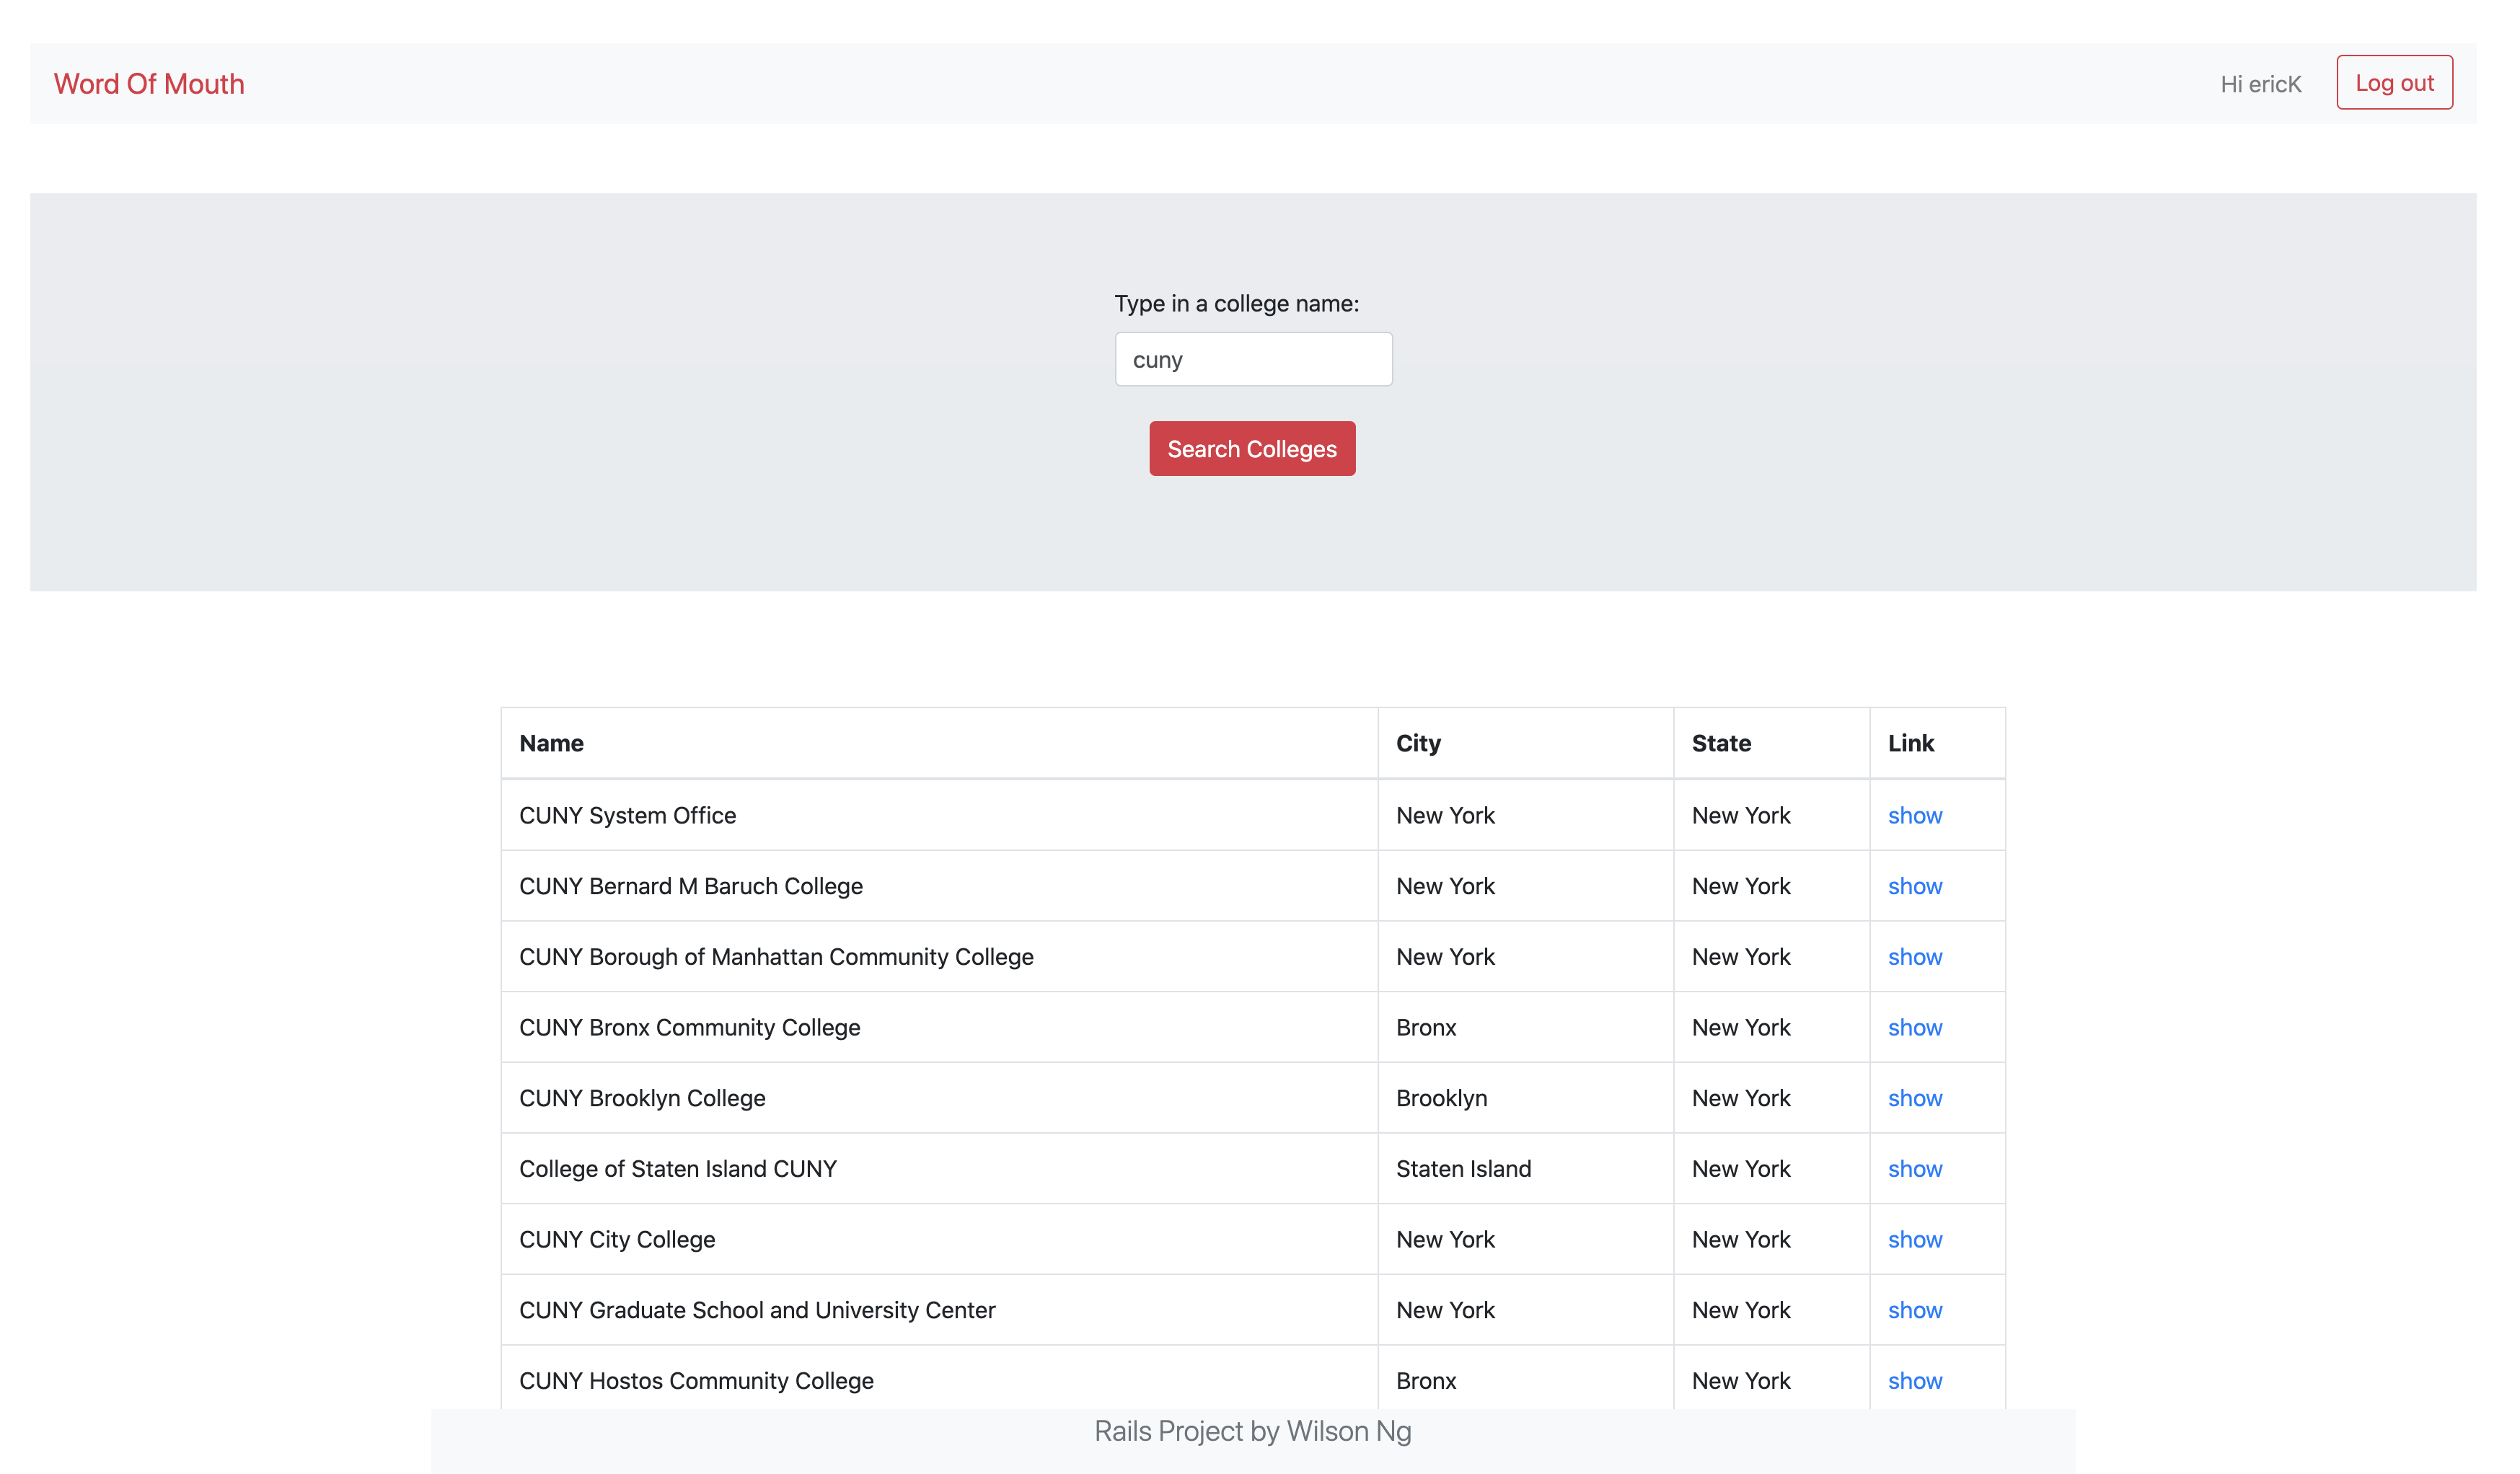 Word Of Mouth Hi ericK Log out
Type in a college name:
cuny
Search Colleges
Name City State Link
CUNY System Office New York New York show
CUNY Bernard M Baruch College New York New York show
CUNY Borough of Manhattan Community College New York New York show
CUNY Bronx Community College Bronx New York show
CUNY Brooklyn College Brooklyn New York show
College of Staten Island CUNY Staten Island New York show
CUNY City College New York New York show
CUNY Graduate School and University Center New York New York show
CUNY Hostos Community College Bronx New York show
Rails Project by Wilson Ng